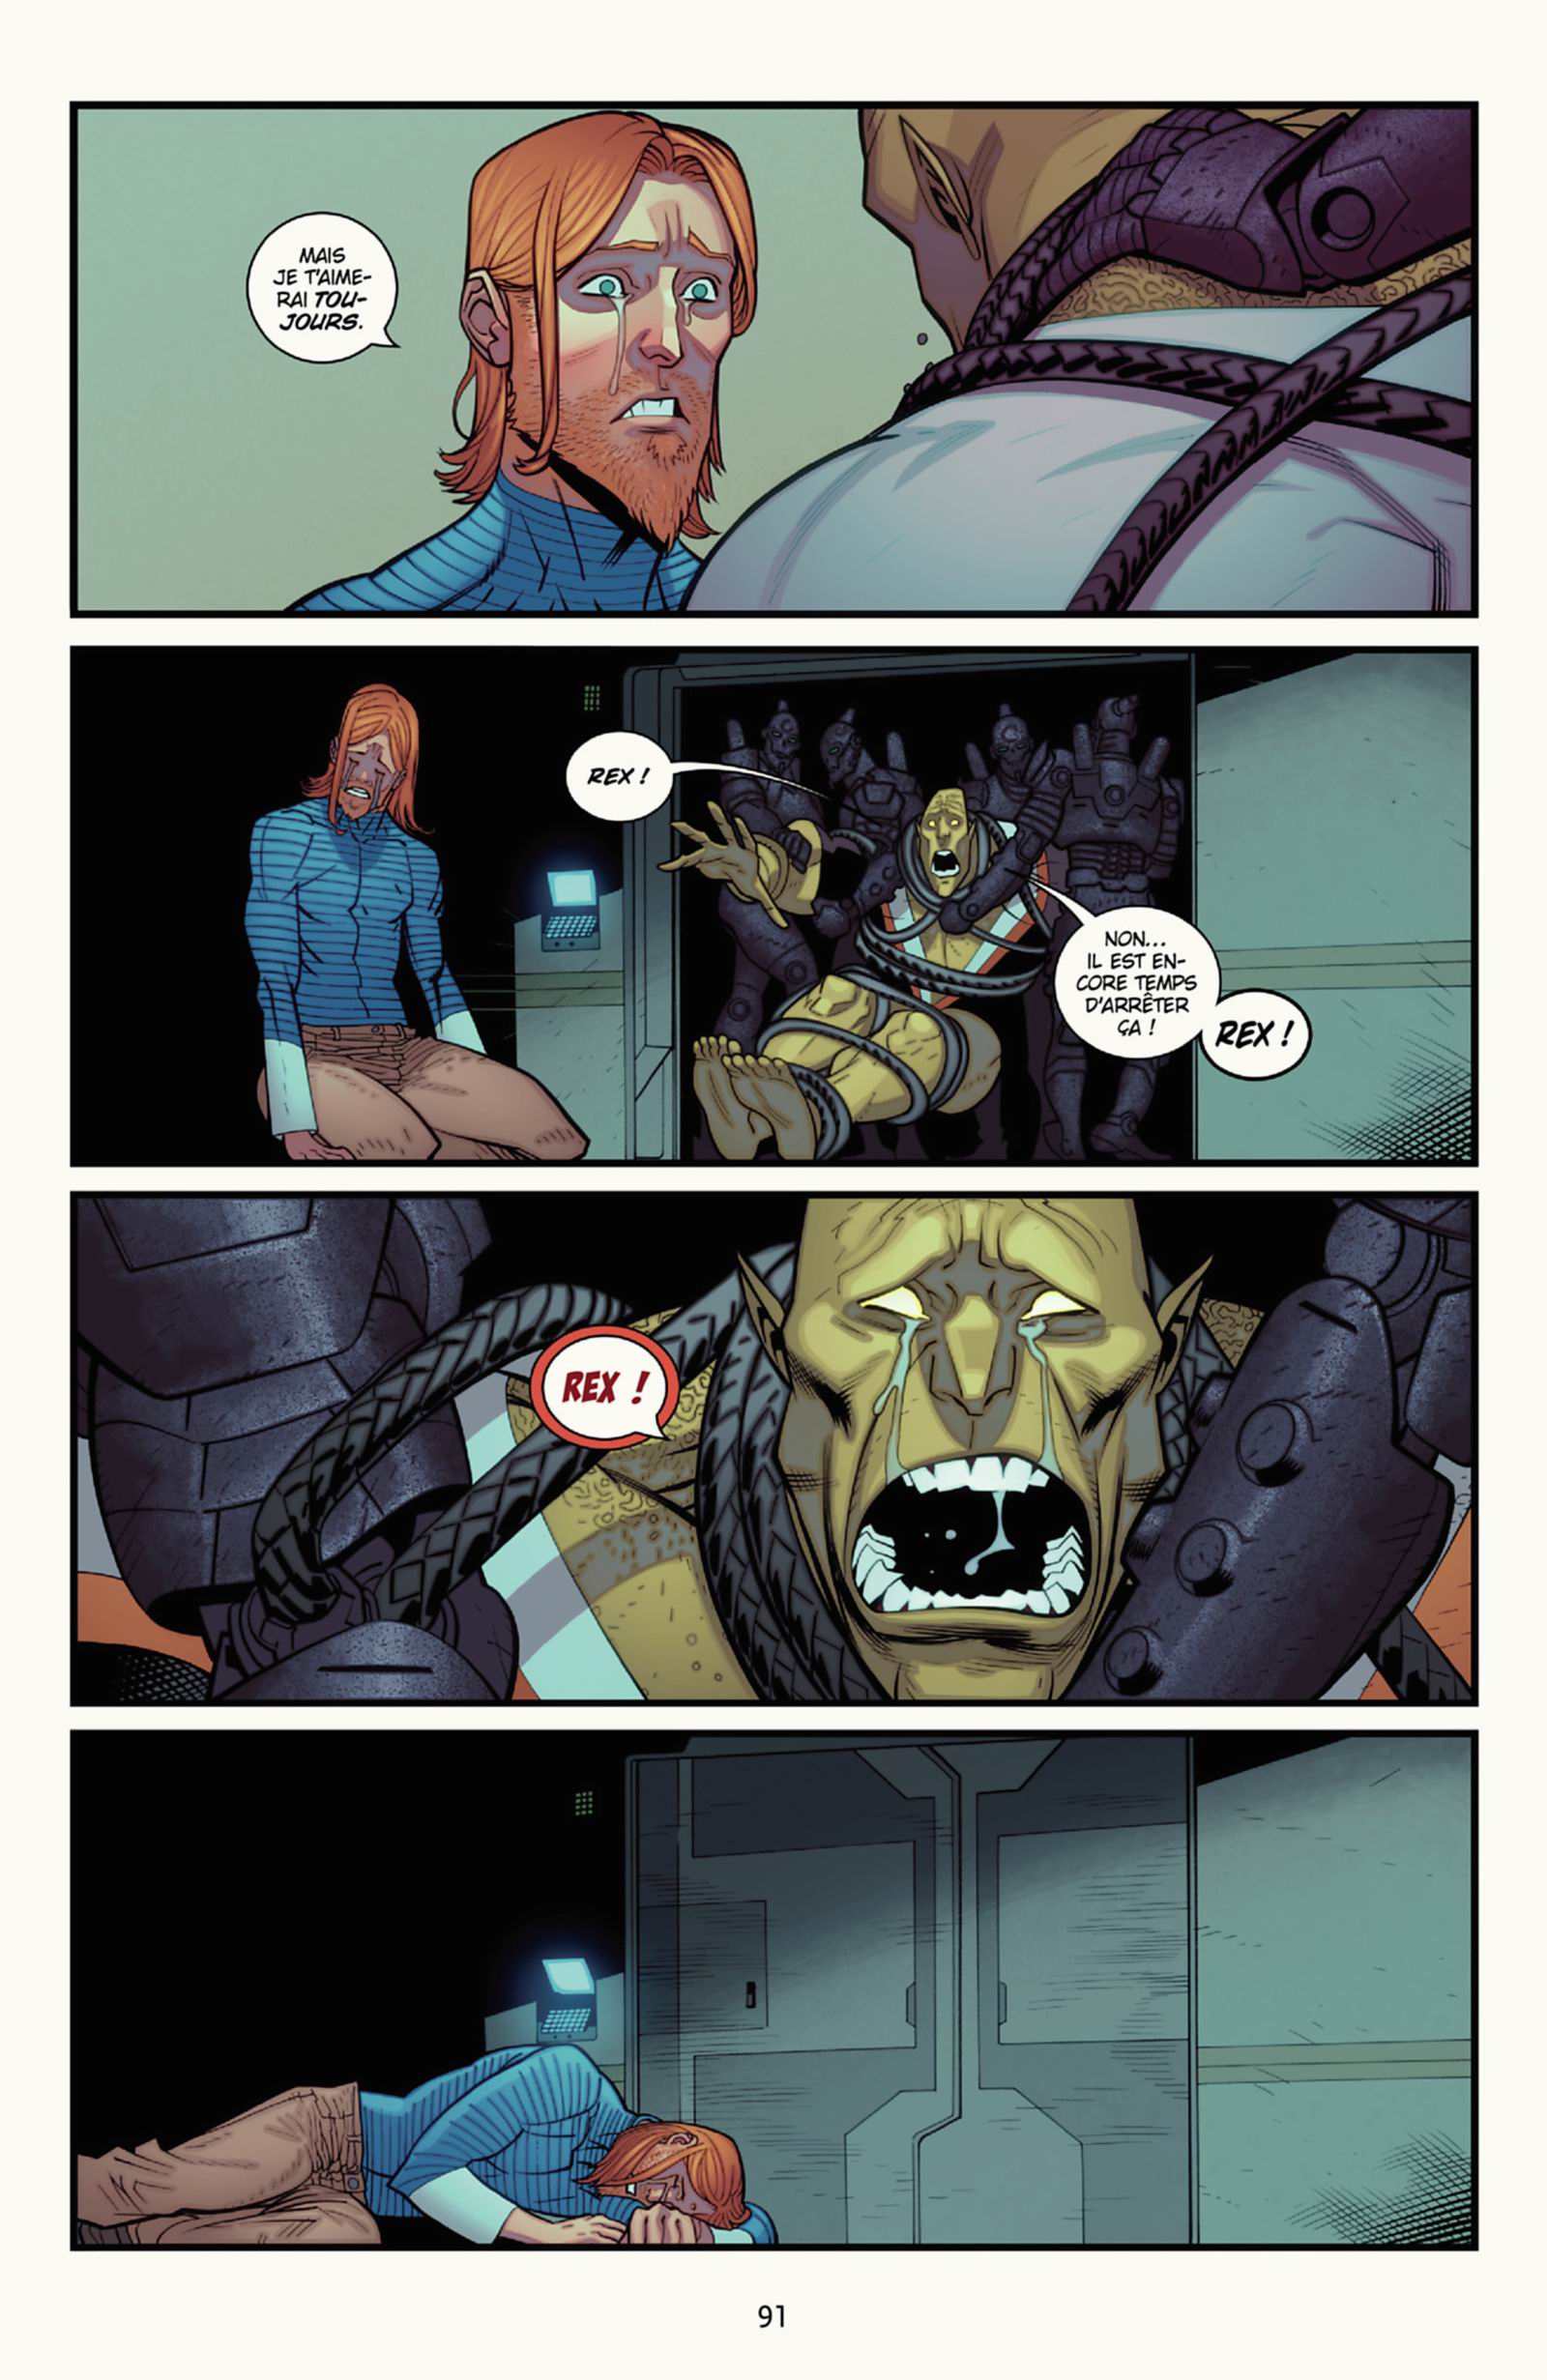 MAIS
JE T'AIME-
RAI TOU-
JOURS.
REX !
NON...
IL EST EN-
CORE TEMPS
D'ARRÊTER
ÇA !
REX !
REX !
91